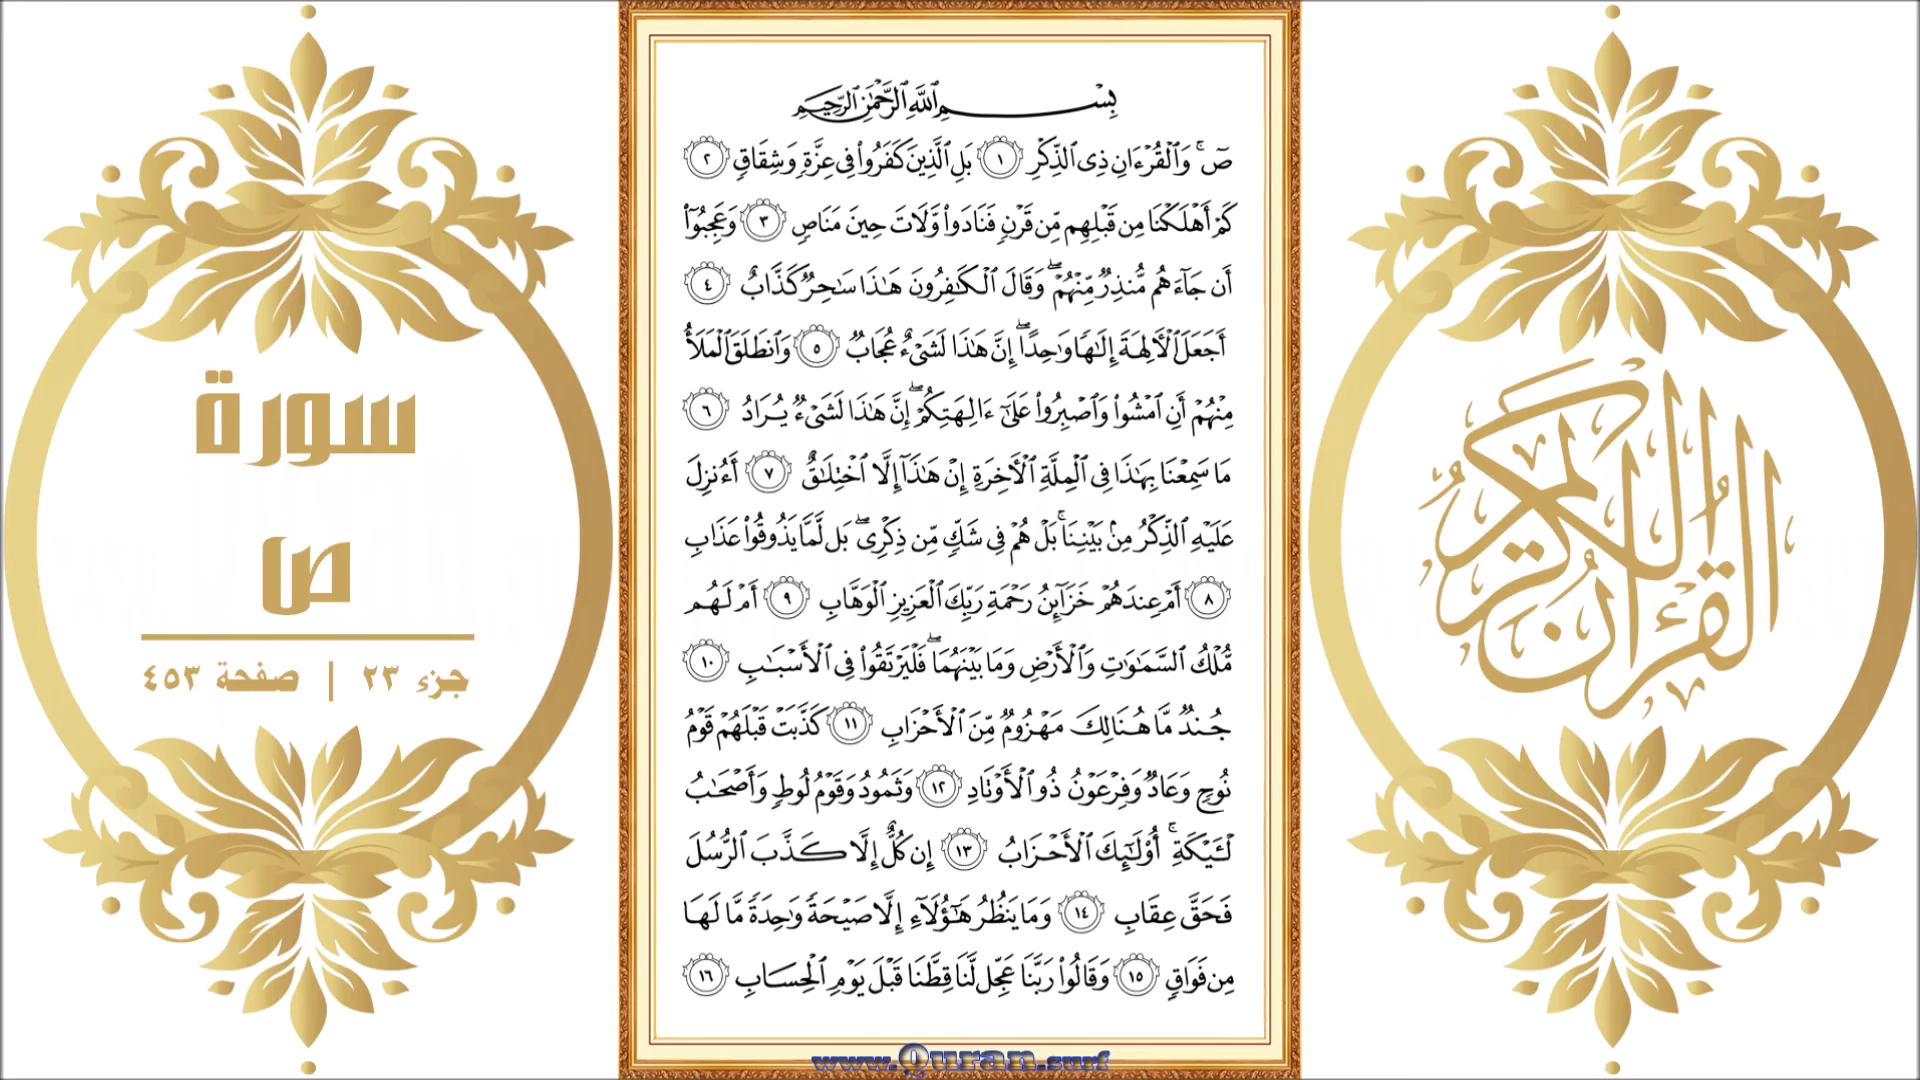 سورة
ص
جزء ٢٣ | صفحة ٤٥٣
بِسْمِ ٱللَّهِ ٱلرَّحْمَٰنِ ٱلرَّحِيمِ
صٓ ۚ وَٱلْقُرْءَانِ ذِى ٱلذِّكْرِ ١ بَلِ ٱلَّذِينَ كَفَرُوا۟ فِى عِزَّةٍ وَشِقَاقٍ ٢
كَمْ أَهْلَكْنَا مِن قَبْلِهِم مِّن قَرْنٍ فَنَادَوا۟ وَّلَاتَ حِينَ مَنَاصٍ ٣ وَعَجِبُوٓا۟
أَن جَآءَهُم مُّنذِرٌ مِّنْهُمْ ۖ وَقَالَ ٱلْكَٰفِرُونَ هَٰذَا سَٰحِرٌ كَذَّابٌ ٤
أَجَعَلَ ٱلْءَالِهَةَ إِلَٰهًا وَٰحِدًا ۖ إِنَّ هَٰذَا لَشَىْءٌ عُجَابٌ ٥ وَٱنطَلَقَ ٱلْمَلَأُ
مِنْهُمْ أَنِ ٱمْشُوا۟ وَٱصْبِرُوا۟ عَلَىٰٓ ءَالِهَتِكُمْ ۖ إِنَّ هَٰذَا لَشَىْءٌ يُرَادُ ٦
مَا سَمِعْنَا بِهَٰذَا فِى ٱلْمِلَّةِ ٱلْءَاخِرَةِ إِنْ هَٰذَآ إِلَّا ٱخْتِلَٰقٌ ٧ أَءُنزِلَ
عَلَيْهِ ٱلذِّكْرُ مِنۢ بَيْنِنَا ۚ بَلْ هُمْ فِى شَكٍّ مِّن ذِكْرِى ۖ بَل لَّمَّا يَذُوقُوا۟ عَذَابِ
٨ أَمْ عِندَهُمْ خَزَآئِنُ رَحْمَةِ رَبِّكَ ٱلْعَزِيزِ ٱلْوَهَّابِ ٩ أَمْ لَهُم
مُّلْكُ ٱلسَّمَٰوَٰتِ وَٱلْأَرْضِ وَمَا بَيْنَهُمَا ۖ فَلْيَرْتَقُوا۟ فِى ٱلْأَسْبَٰبِ ١٠
جُندٌ مَّا هُنَالِكَ مَهْزُومٌ مِّنَ ٱلْأَحْزَابِ ١١ كَذَّبَتْ قَبْلَهُمْ قَوْمُ
نُوحٍ وَعَادٌ وَفِرْعَوْنُ ذُو ٱلْأَوْتَادِ ١٢ وَثَمُودُ وَقَوْمُ لُوطٍ وَأَصْحَٰبُ
لْـَٔيْكَةِ ۚ أُو۟لَٰٓئِكَ ٱلْأَحْزَابُ ١٣ إِن كُلٌّ إِلَّا كَذَّبَ ٱلرُّسُلَ
فَحَقَّ عِقَابِ ١٤ وَمَا يَنظُرُ هَٰٓؤُلَآءِ إِلَّا صَيْحَةً وَٰحِدَةً مَّا لَهَا
مِن فَوَاقٍ ١٥ وَقَالُوا۟ رَبَّنَا عَجِّل لَّنَا قِطَّنَا قَبْلَ يَوْمِ ٱلْحِسَابِ ١٦
www.Quran.surf
القرآن الكريم